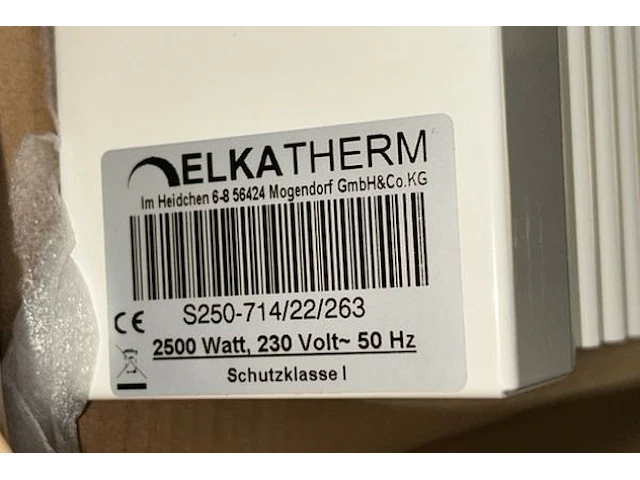 ELKATHERM
Im Heidchen 6-8 56424 Mogendorf GmbH&Co.KG
S250-714/22/263
CE
2500 Watt, 230 Volt~ 50 Hz
Schutzklasse I